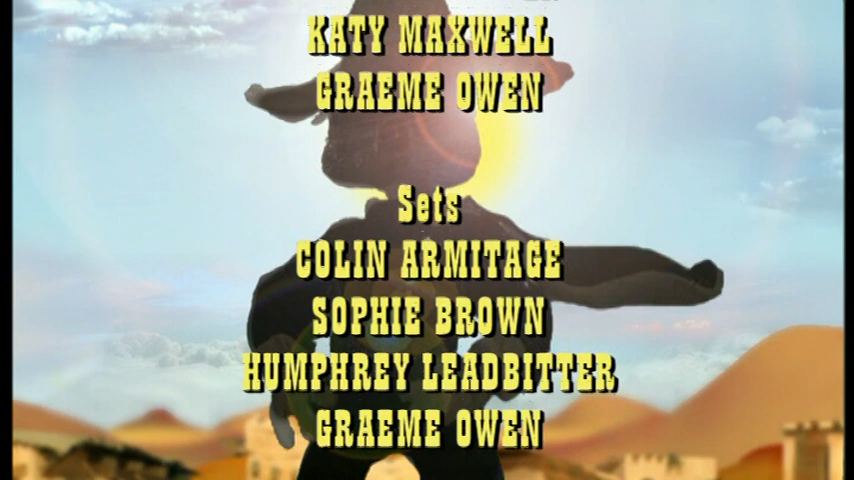 KATY MAXWELL
GRAEME OWEN
Sets
COLIN ARMITAGE
SOPHIE BROWN
HUMPHREY LEADBITTER
GRAEME OWEN